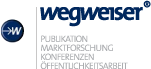 wegweiser
PUBLIKATION
MARKTFORSCHUNG
KONFERENZEN
ÖFFENTLICHKEITSARBEIT